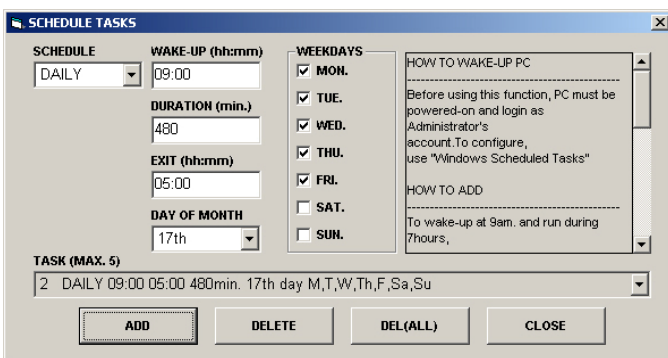 SCHEDULE TASKS
SCHEDULE
DAILY
WAKE-UP (hh:mm)
09:00
DURATION (min.)
480
EXIT (hh:mm)
05:00
DAY OF MONTH
17th
WEEKDAYS
MON.
TUE.
WED.
THU.
FRI.
SAT.
SUN.
HOW TO WAKE-UP PC
------------------------------------------------------
Before using this function, PC must be
powered-on and login as
Administrator's
account.To configure,
use "Windows Scheduled Tasks"
HOW TO ADD
------------------------------------------------------
To wake-up at 9am. and run during
7hours,
TASK (MAX. 5)
2 DAILY 09:00 05:00 480min. 17th day M,T,W,Th,F,Sa,Su
ADD
DELETE
DEL(ALL)
CLOSE